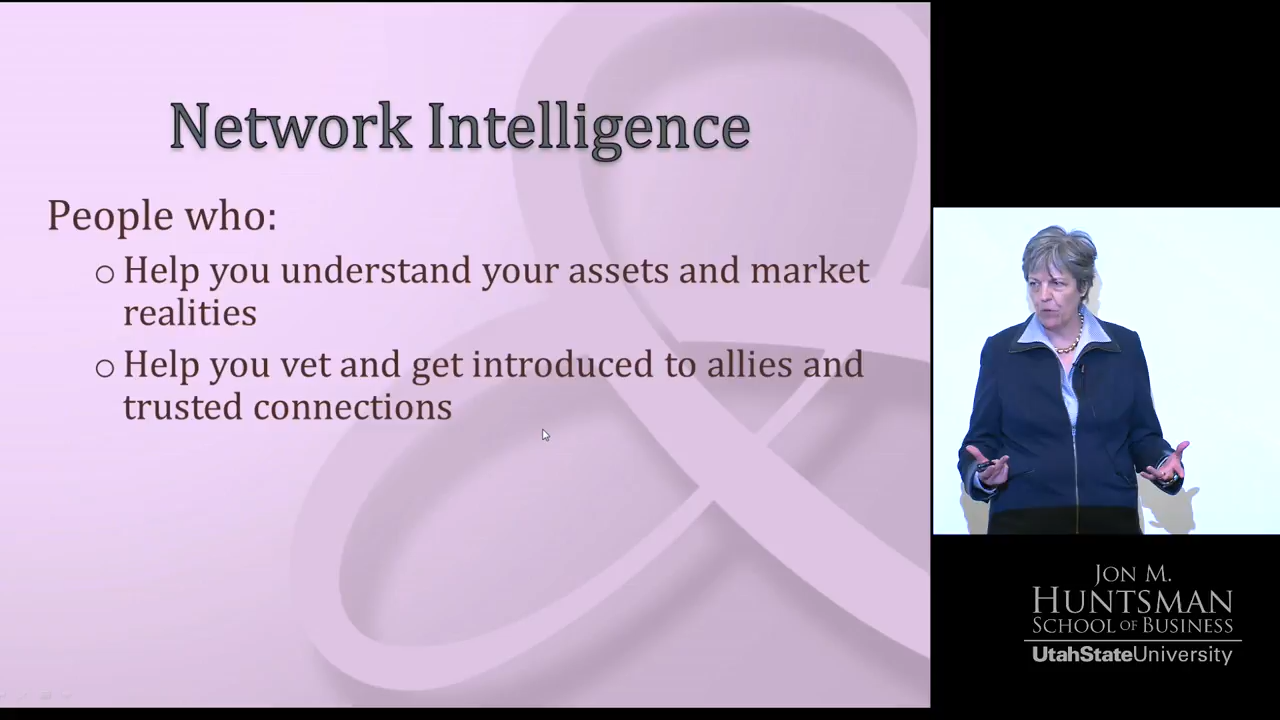 Network Intelligence
People who:
○ Help you understand your assets and market
realities
○ Help you vet and get introduced to allies and
trusted connections
JON M.
HUNTSMAN
SCHOOL OF BUSINESS
UtahStateUniversity